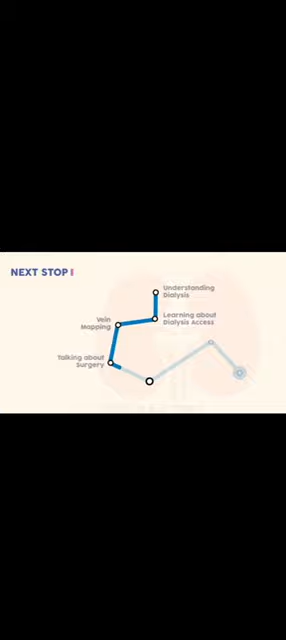 NEXT STOP
Understanding
Dialysis
Learning about
Dialysis Access
Vein
Mapping
Talking about
Surgery